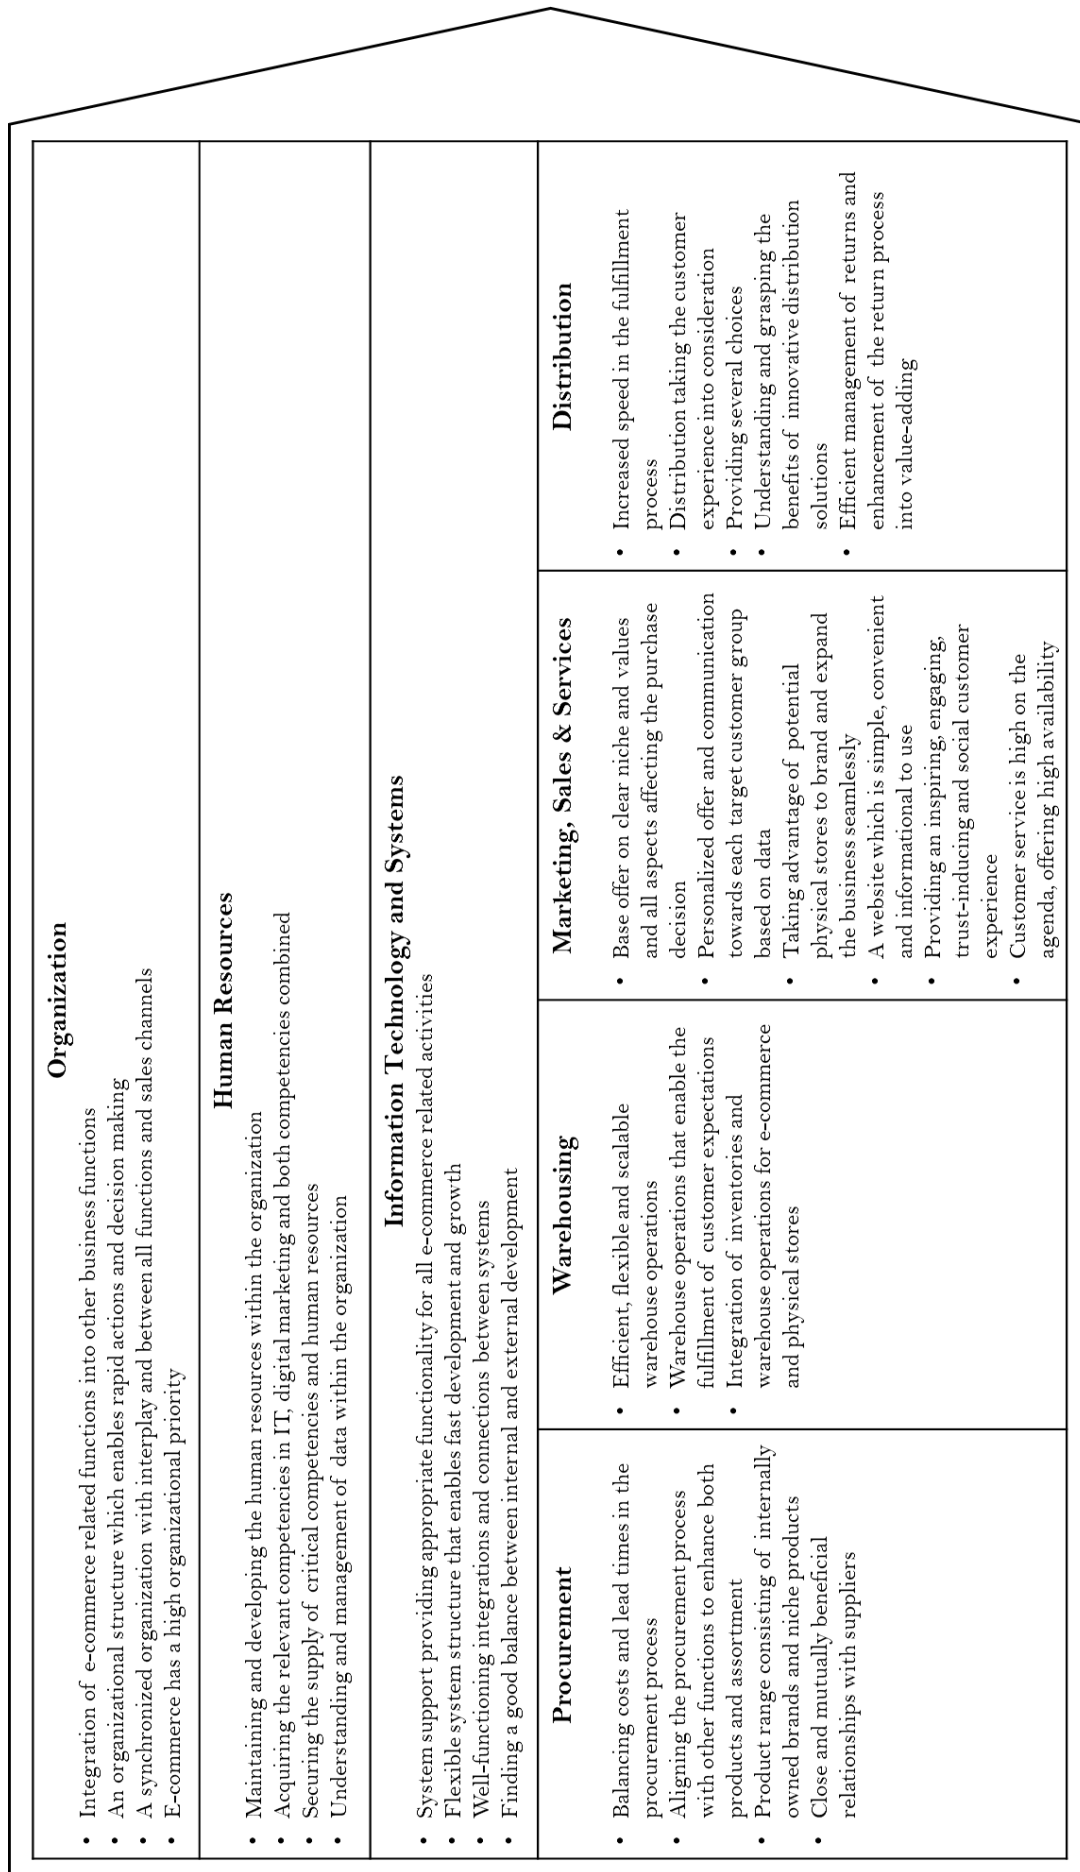 Organization
• Integration of e-commerce related functions into other business functions
• An organizational structure which enables rapid actions and decision making
• A synchronized organization with interplay and between all functions and sales channels
• E-commerce has a high organizational priority
Human Resources
• Maintaining and developing the human resources within the organization
• Acquiring the relevant competencies in IT, digital marketing and both competencies combined
• Securing the supply of critical competencies and human resources
• Understanding and management of data within the organization
Information Technology and Systems
• System support providing appropriate functionality for all e-commerce related activities
• Flexible system structure that enables fast development and growth
• Well-functioning integrations and connections between systems
• Finding a good balance between internal and external development
Procurement
• Balancing costs and lead times in the
procurement process
• Aligning the procurement process
with other functions to enhance both
products and assortment
• Product range consisting of internally
owned brands and niche products
• Close and mutually beneficial
relationships with suppliers
Warehousing
• Efficient, flexible and scalable
warehouse operations
• Warehouse operations that enable the
fulfillment of customer expectations
• Integration of inventories and
warehouse operations for e-commerce
and physical stores
Marketing, Sales & Services
• Base offer on clear niche and values
and all aspects affecting the purchase
decision
• Personalized offer and communication
towards each target customer group
based on data
• Taking advantage of potential
physical stores to brand and expand
the business seamlessly
• A website which is simple, convenient
and informational to use
• Providing an inspiring, engaging,
trust-inducing and social customer
experience
• Customer service is high on the
agenda, offering high availability
Distribution
• Increased speed in the fulfillment
process
• Distribution taking the customer
experience into consideration
• Providing several choices
• Understanding and grasping the
benefits of innovative distribution
solutions
• Efficient management of returns and
enhancement of the return process
into value-adding